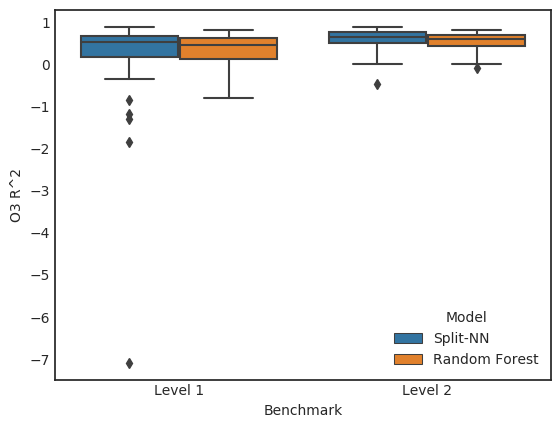 1
0
−1
−2
−3
−4
−5
−6
−7
O3 R^2
Level 1
Level 2
Benchmark
Model
Split-NN
Random Forest